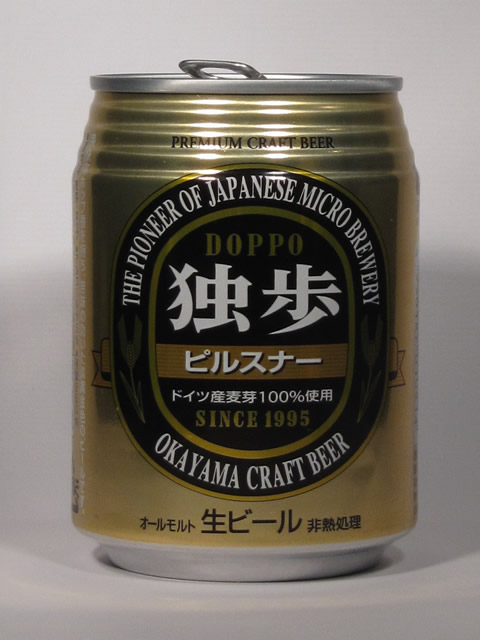 PREMIUM CRAFT BEER
THE PIONEER OF JAPANESE MICRO BREWERY
DOPPO
独歩
ピルスナー
ドイツ産麦芽100%使用
SINCE 1995
OKAYAMA CRAFT BEER
オールモルト 生ビール 非熱処理